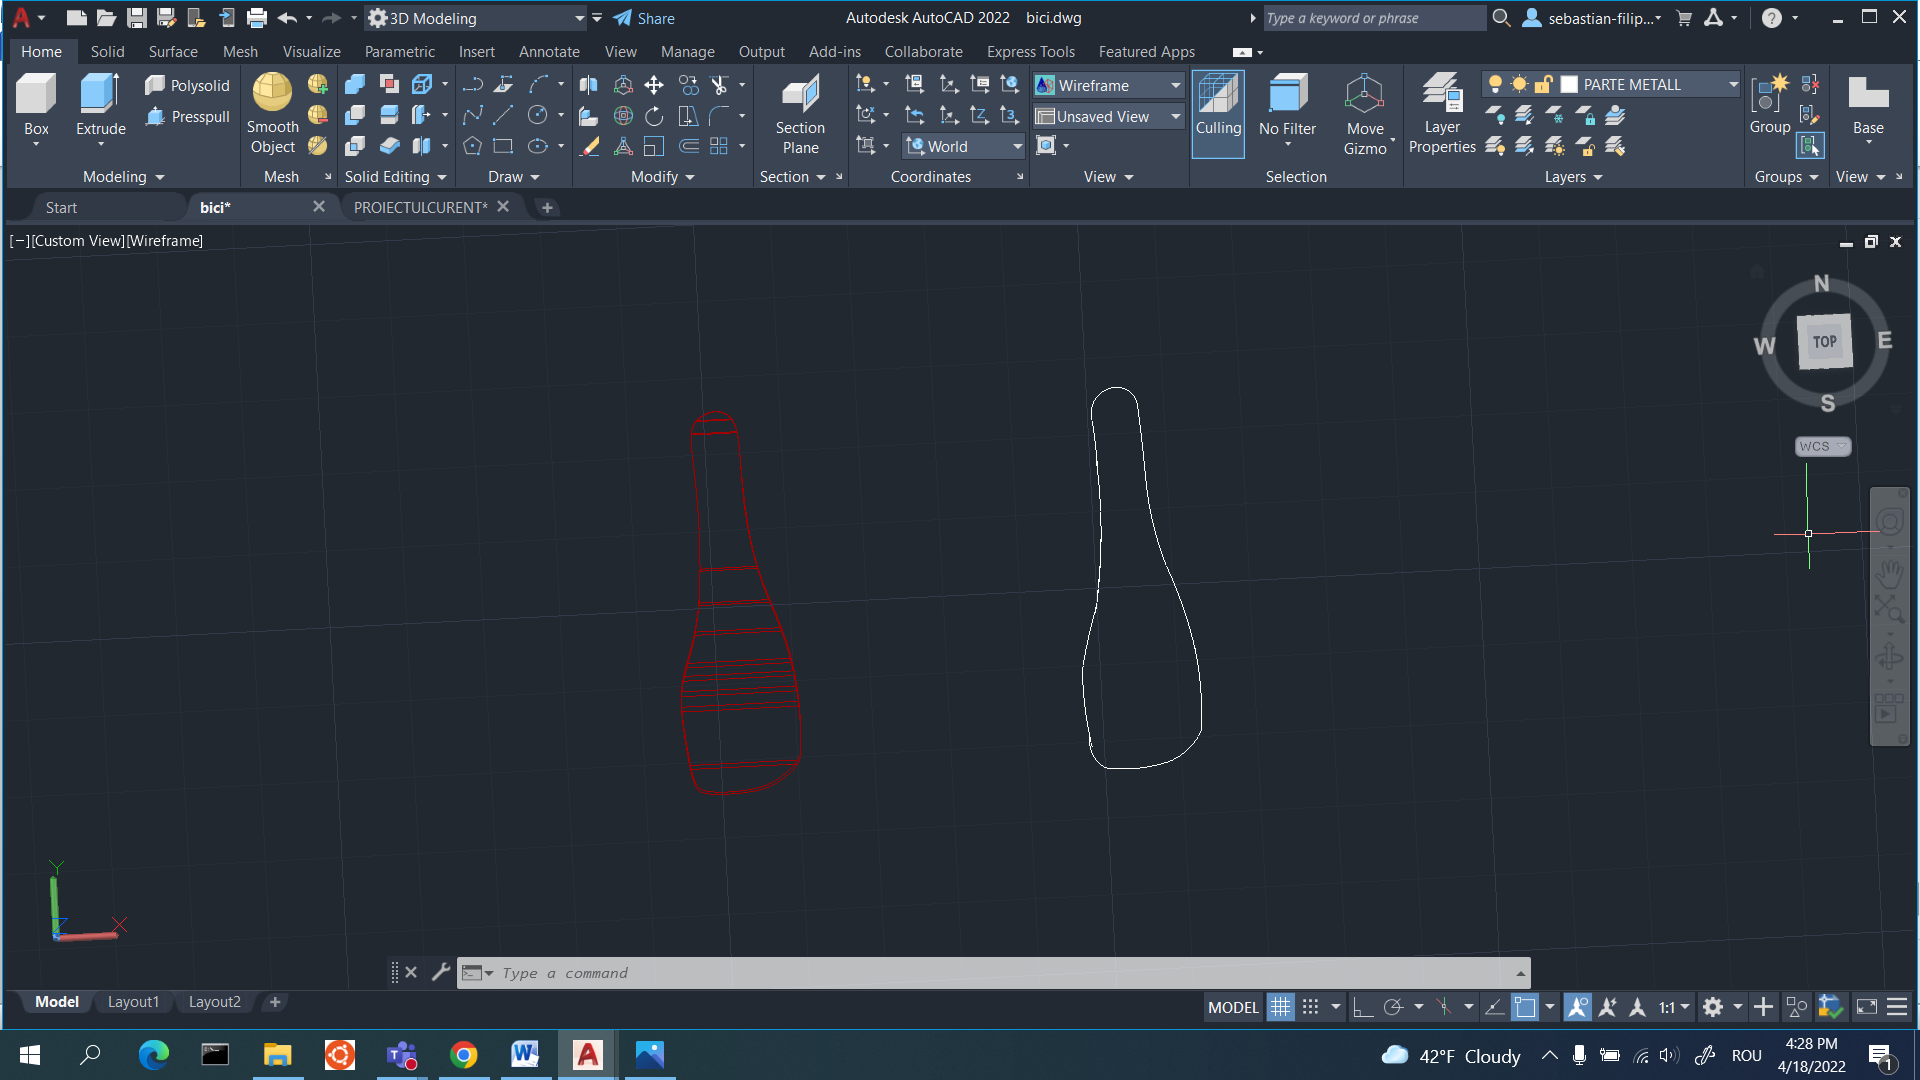 3D Modeling
Share
Autodesk AutoCAD 2022 bici.dwg
Type a keyword or phrase
sebastian-filip...
Home Solid Surface Mesh Visualize Parametric Insert Annotate View Manage Output Add-ins Collaborate Express Tools Featured Apps
Box
Extrude
Polysolid
Presspull
Smooth
Object
Section
Plane
World
Wireframe
Unsaved View
Culling
No Filter
Move
Gizmo
Layer
Properties
PARTE METALL
Group
Base
Modeling
Mesh
Solid Editing
Draw
Modify
Section
Coordinates
View
Selection
Layers
Groups
View
Start
bici*
PROIECTULCURENT*
[−][Custom View][Wireframe]
N
W
TOP
E
S
WCS
Y
X
Type a command
Model
Layout1
Layout2
MODEL
1:1
42°F Cloudy
ROU
4:28 PM
4/18/2022
1